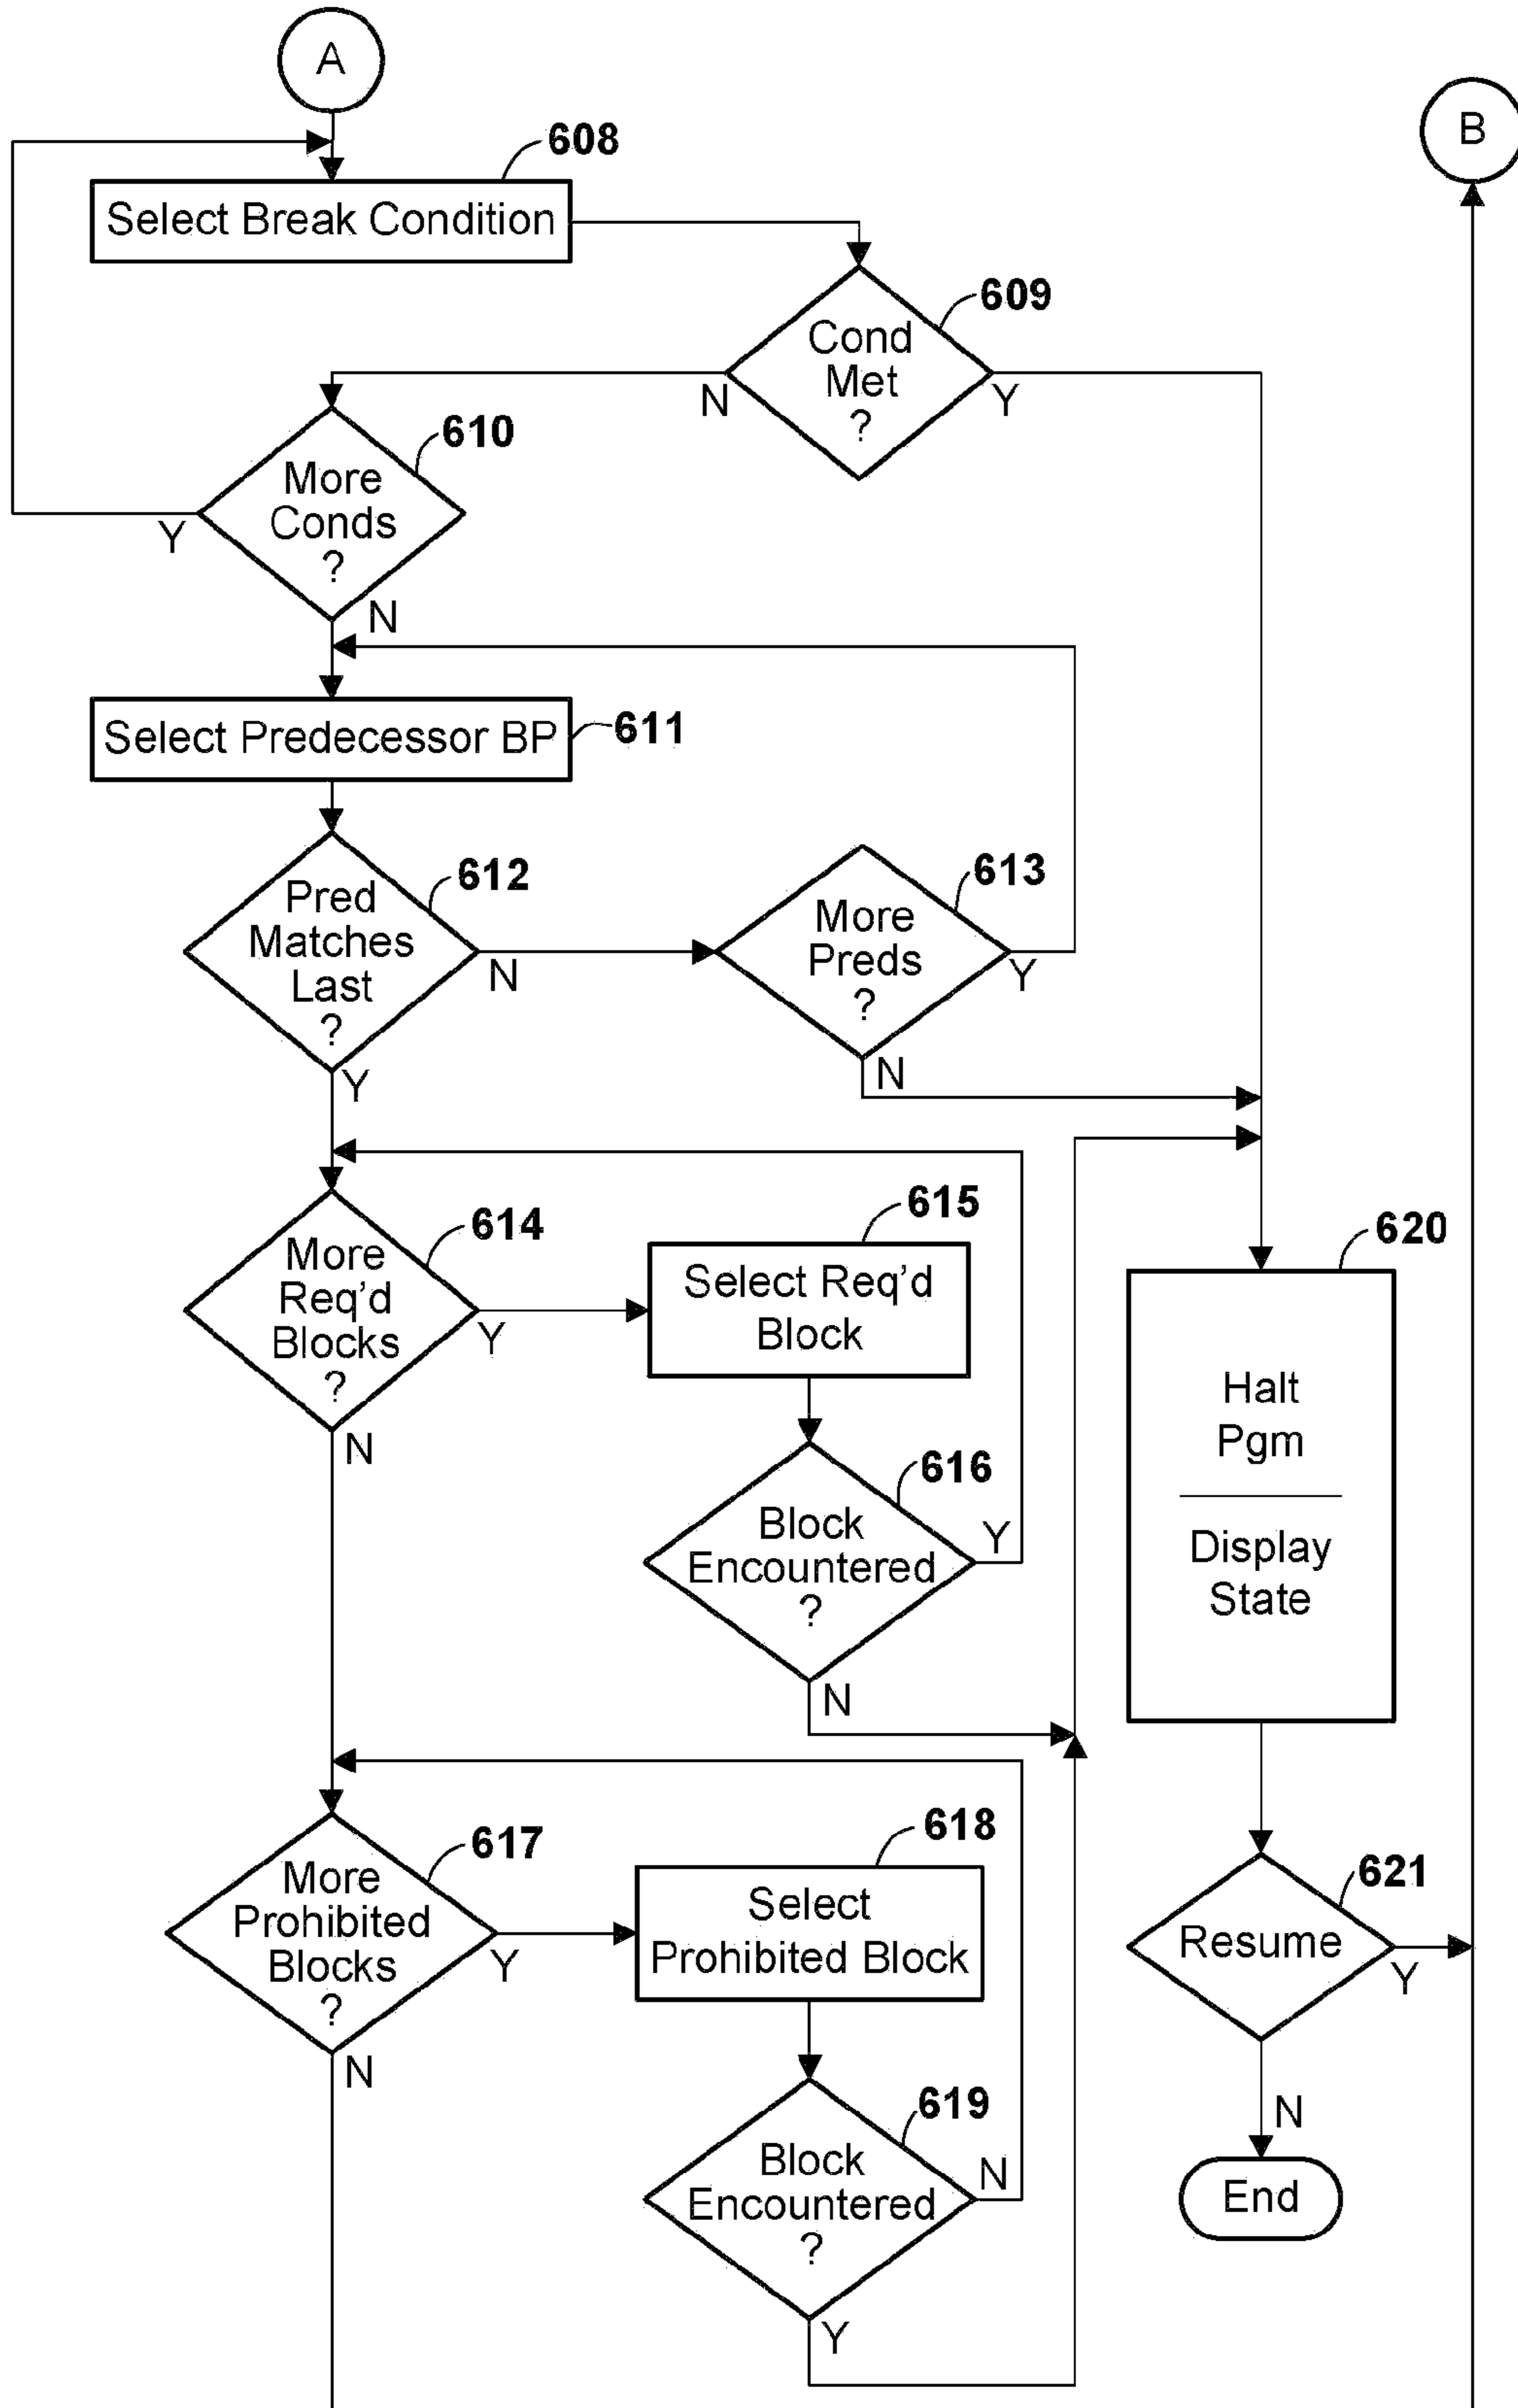 A
B
608
Select Break Condition
609
Cond
Met
?
N
Y
610
More
Conds
?
Y
N
Select Predecessor BP
611
612
Pred
Matches
Last
?
N
Y
613
More
Preds
?
Y
N
614
More
Req’d
Blocks
?
Y
N
615
Select Req’d
Block
616
Block
Encountered
?
Y
N
620
Halt
Pgm
Display
State
617
More
Prohibited
Blocks
?
Y
N
618
Select
Prohibited Block
619
Block
Encountered
?
N
Y
621
Resume
Y
N
End